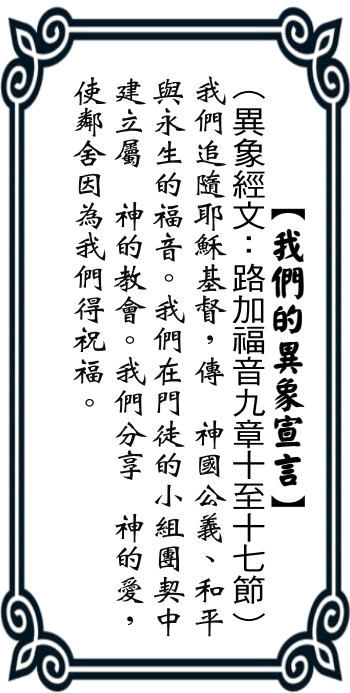 【我們的異象宣言】
（異象經文：路加福音九章十至十七節）
我們追隨耶穌基督，傳　神國公義、和平
與永生的福音。我們在門徒的小組團契中
建立屬　神的教會。我們分享　神的愛，
使鄰舍因為我們得祝福。